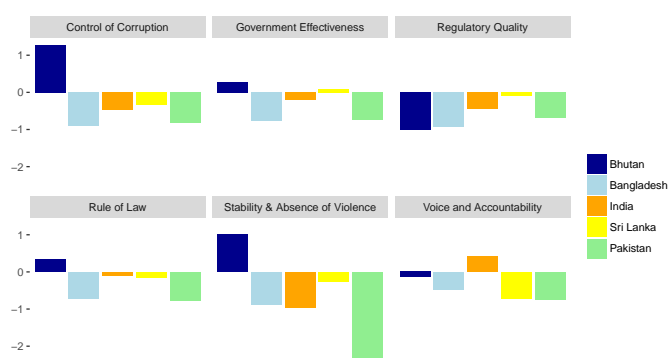 Control of Corruption
Government Effectiveness
Regulatory Quality
1
0
−1
−2
Rule of Law
Stability & Absence of Violence
Voice and Accountability
1
0
−1
−2
Bhutan
Bangladesh
India
Sri Lanka
Pakistan